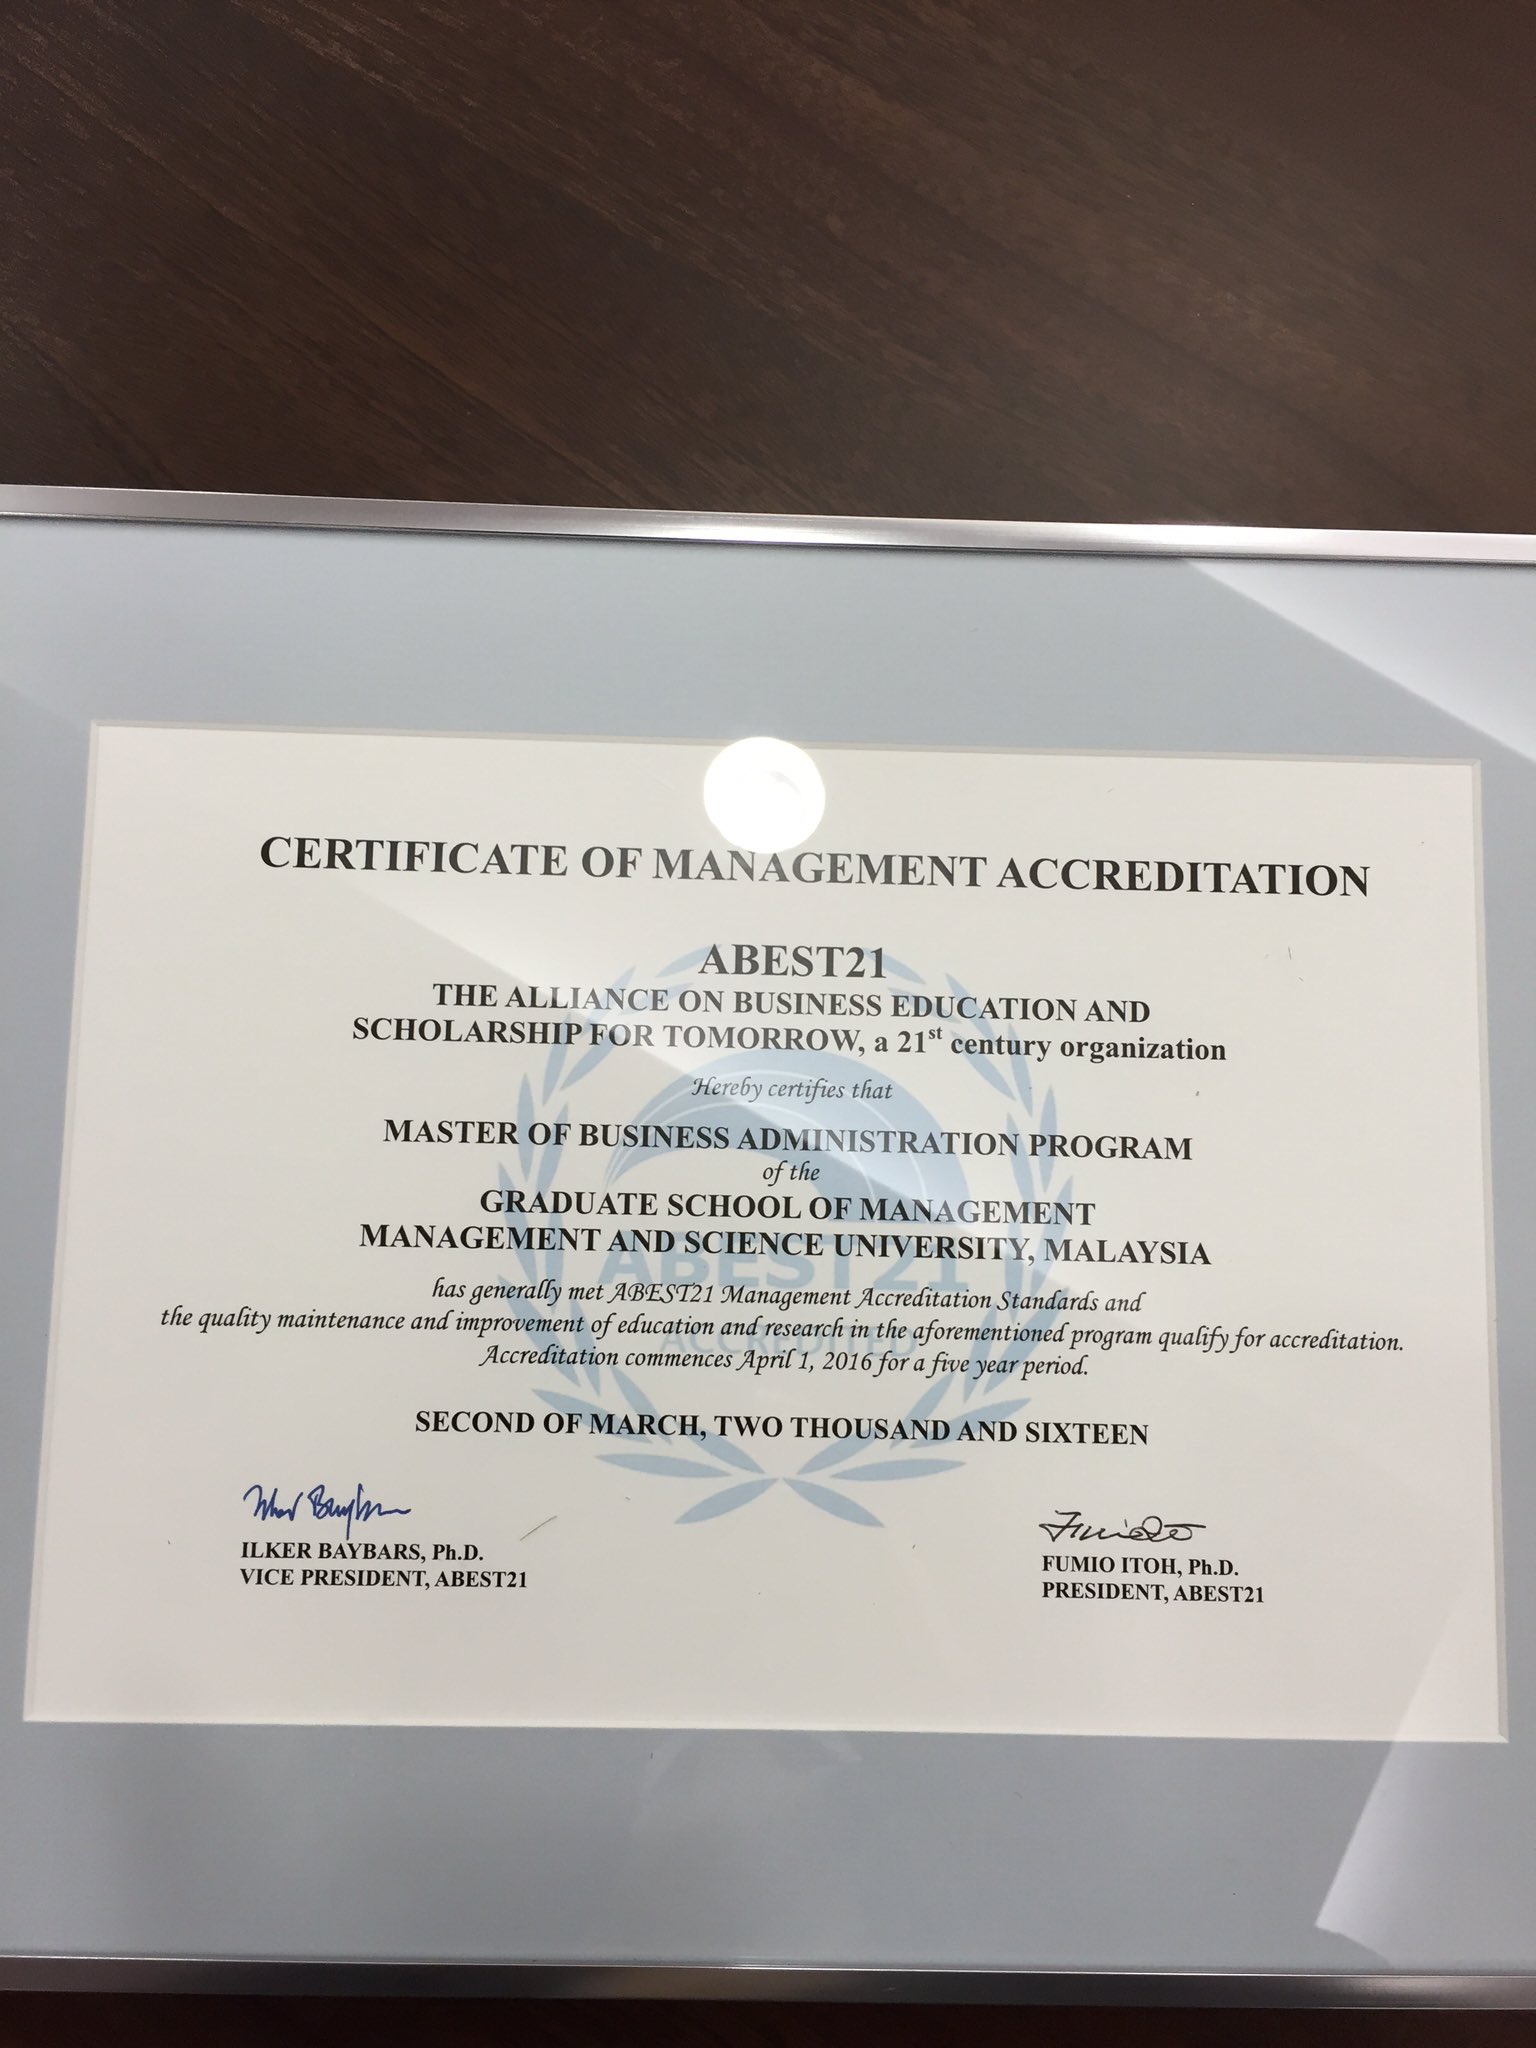 CERTIFICATE OF MANAGEMENT ACCREDITATION
ABEST21
THE ALLIANCE ON BUSINESS EDUCATION AND
SCHOLARSHIP FOR TOMORROW, a 21st century organization
Hereby certifies that
MASTER OF BUSINESS ADMINISTRATION PROGRAM
of the
GRADUATE SCHOOL OF MANAGEMENT
MANAGEMENT AND SCIENCE UNIVERSITY, MALAYSIA
ABEST21
has generally met ABEST21 Management Accreditation Standards and
the quality maintenance and improvement of education and research in the aforementioned program qualify for accreditation.
ACCREDITED
Accreditation commences April 1, 2016 for a five year period.
SECOND OF MARCH, TWO THOUSAND AND SIXTEEN
ILKER BAYBARS, Ph.D.
VICE PRESIDENT, ABEST21
FUMIO ITOH, Ph.D.
PRESIDENT, ABEST21